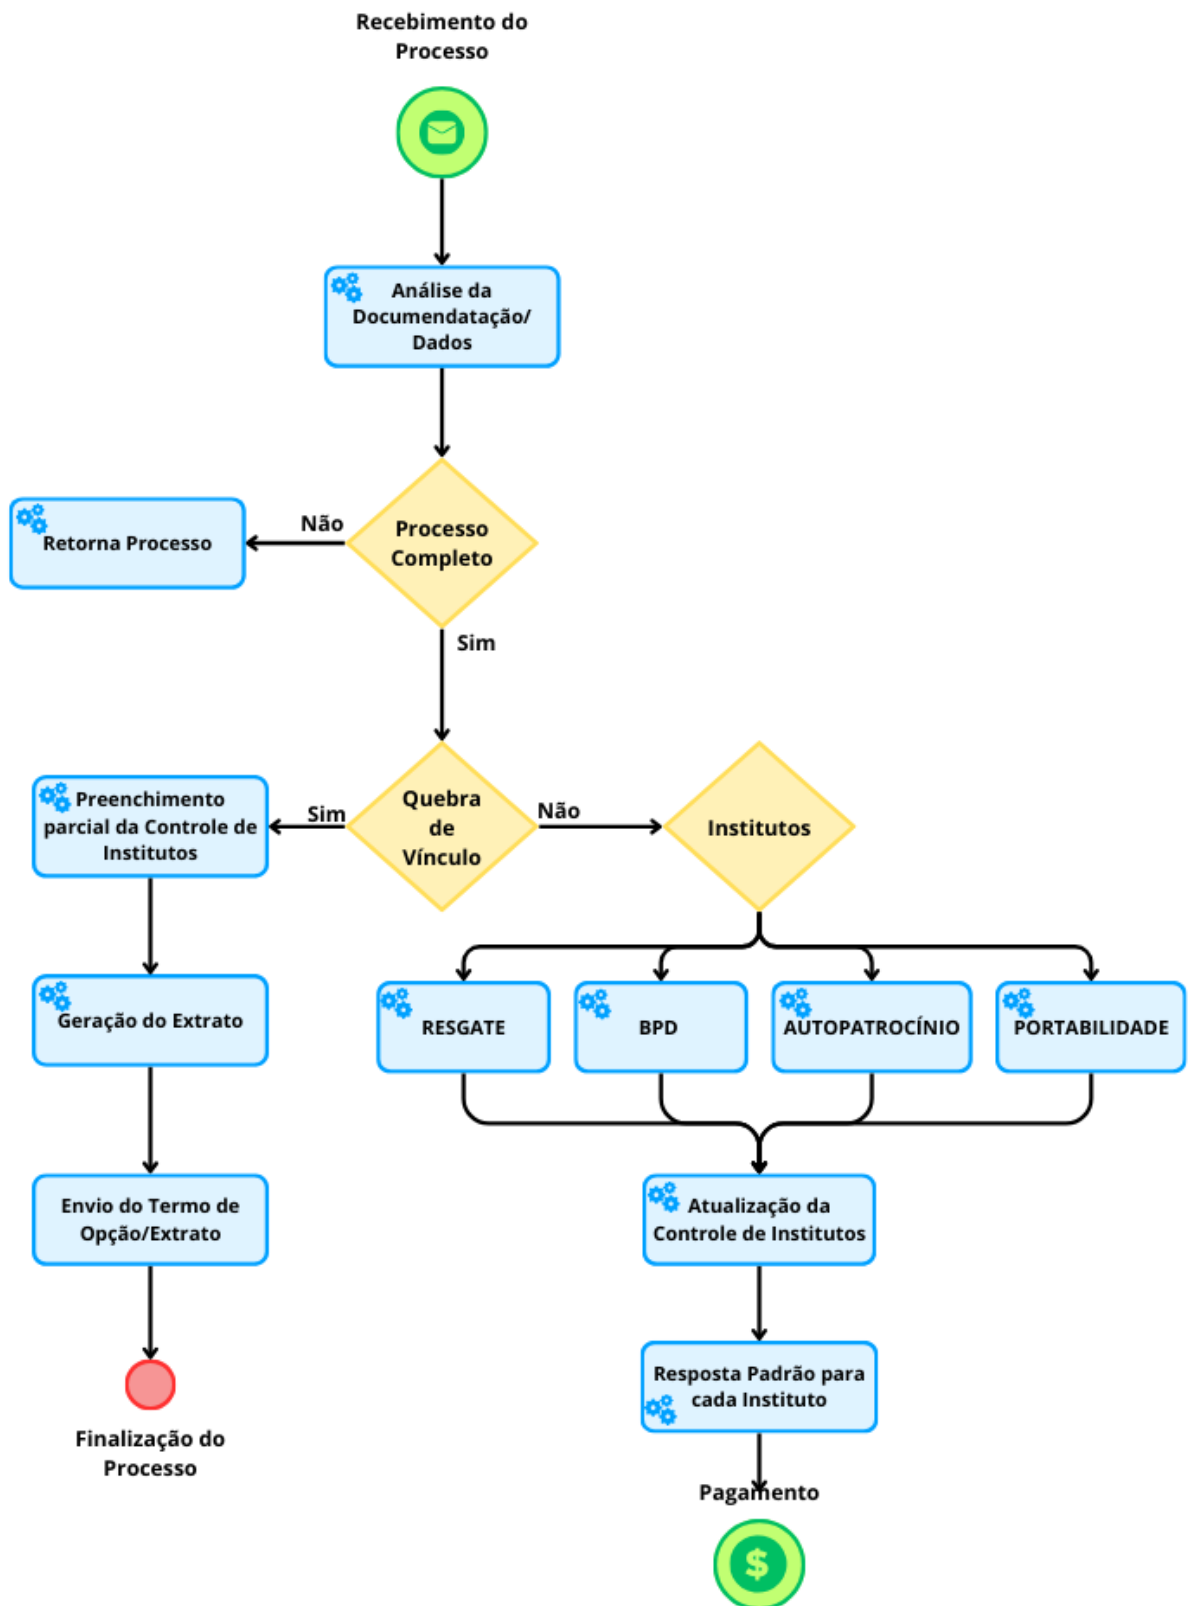 Recebimento do
Processo
Análise da
Documendatação/
Dados
Não
Processo
Completo
Retorna Processo
Sim
Preenchimento
parcial da Controle de
Institutos
Sim
Quebra
de
Vínculo
Não
Institutos
Geração do Extrato
RESGATE
BPD
AUTOPATROCÍNIO
PORTABILIDADE
Envio do Termo de
Opção/Extrato
Atualização da
Controle de Institutos
Resposta Padrão para
cada Instituto
Finalização do
Processo
Pagamento
$